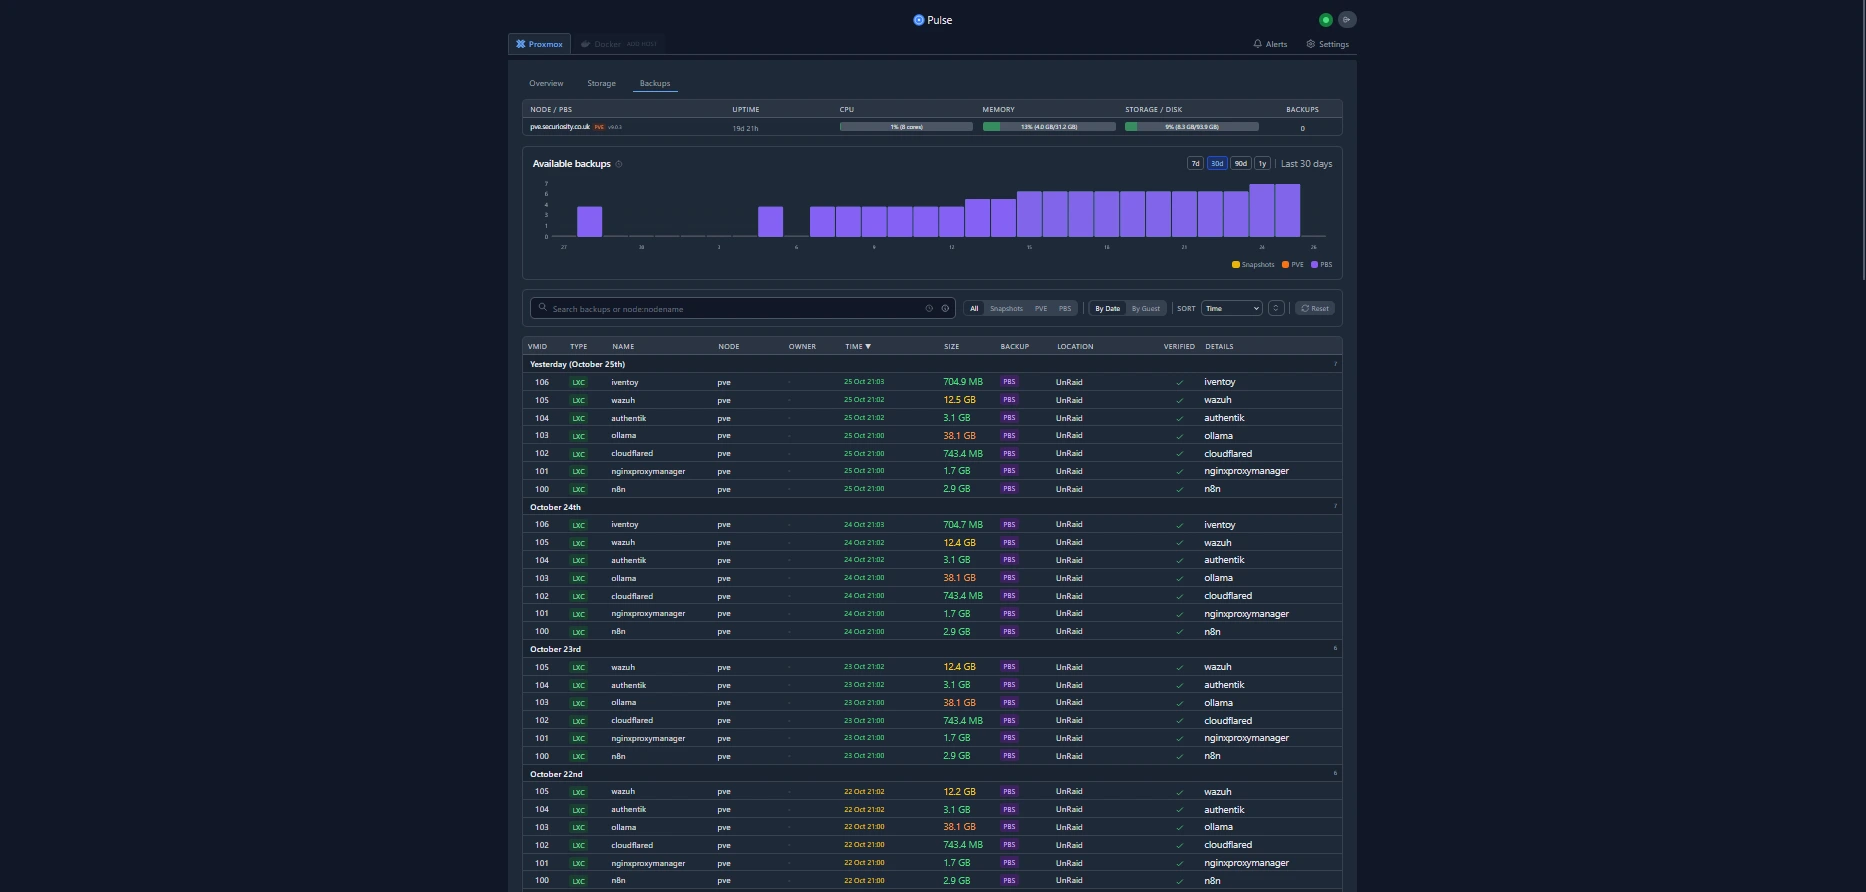 Pulse
Proxmox Docker ADD HOST Alerts Settings
Overview Storage Backups
NODE / PBS UPTIME CPU MEMORY STORAGE / DISK BACKUPS
pve.securiosity.co.uk PVE v9.0.3 19d 21h 1% (8 cores) 13% (4.0 GB/31.2 GB) 9% (8.3 GB/93.9 GB) 0
Available backups 7d 30d 90d 1y Last 30 days
7
6
4
3
1
0
27 30 3 6 9 12 15 18 21 24 26
Snapshots PVE PBS
Search backups or node:nodename All Snapshots PVE PBS By Date By Guest SORT Time Reset
VMID TYPE NAME NODE OWNER TIME ▼ SIZE BACKUP LOCATION VERIFIED DETAILS
Yesterday (October 25th) 7
106 LXC iventoy pve - 25 Oct 21:03 704.9 MB PBS UnRaid ✓ iventoy
105 LXC wazuh pve - 25 Oct 21:02 12.5 GB PBS UnRaid ✓ wazuh
104 LXC authentik pve - 25 Oct 21:02 3.1 GB PBS UnRaid ✓ authentik
103 LXC ollama pve - 25 Oct 21:00 38.1 GB PBS UnRaid ✓ ollama
102 LXC cloudflared pve - 25 Oct 21:00 743.4 MB PBS UnRaid ✓ cloudflared
101 LXC nginxproxymanager pve - 25 Oct 21:00 1.7 GB PBS UnRaid ✓ nginxproxymanager
100 LXC n8n pve - 25 Oct 21:00 2.9 GB PBS UnRaid ✓ n8n
October 24th 7
106 LXC iventoy pve - 24 Oct 21:03 704.7 MB PBS UnRaid ✓ iventoy
105 LXC wazuh pve - 24 Oct 21:02 12.4 GB PBS UnRaid ✓ wazuh
104 LXC authentik pve - 24 Oct 21:02 3.1 GB PBS UnRaid ✓ authentik
103 LXC ollama pve - 24 Oct 21:00 38.1 GB PBS UnRaid ✓ ollama
102 LXC cloudflared pve - 24 Oct 21:00 743.4 MB PBS UnRaid ✓ cloudflared
101 LXC nginxproxymanager pve - 24 Oct 21:00 1.7 GB PBS UnRaid ✓ nginxproxymanager
100 LXC n8n pve - 24 Oct 21:00 2.9 GB PBS UnRaid ✓ n8n
October 23rd 6
105 LXC wazuh pve - 23 Oct 21:02 12.4 GB PBS UnRaid ✓ wazuh
104 LXC authentik pve - 23 Oct 21:02 3.1 GB PBS UnRaid ✓ authentik
103 LXC ollama pve - 23 Oct 21:00 38.1 GB PBS UnRaid ✓ ollama
102 LXC cloudflared pve - 23 Oct 21:00 743.4 MB PBS UnRaid ✓ cloudflared
101 LXC nginxproxymanager pve - 23 Oct 21:00 1.7 GB PBS UnRaid ✓ nginxproxymanager
100 LXC n8n pve - 23 Oct 21:00 2.9 GB PBS UnRaid ✓ n8n
October 22nd 6
105 LXC wazuh pve - 22 Oct 21:02 12.2 GB PBS UnRaid ✓ wazuh
104 LXC authentik pve - 22 Oct 21:02 3.1 GB PBS UnRaid ✓ authentik
103 LXC ollama pve - 22 Oct 21:00 38.1 GB PBS UnRaid ✓ ollama
102 LXC cloudflared pve - 22 Oct 21:00 743.4 MB PBS UnRaid ✓ cloudflared
101 LXC nginxproxymanager pve - 22 Oct 21:00 1.7 GB PBS UnRaid ✓ nginxproxymanager
100 LXC n8n pve - 22 Oct 21:00 2.9 GB PBS UnRaid ✓ n8n